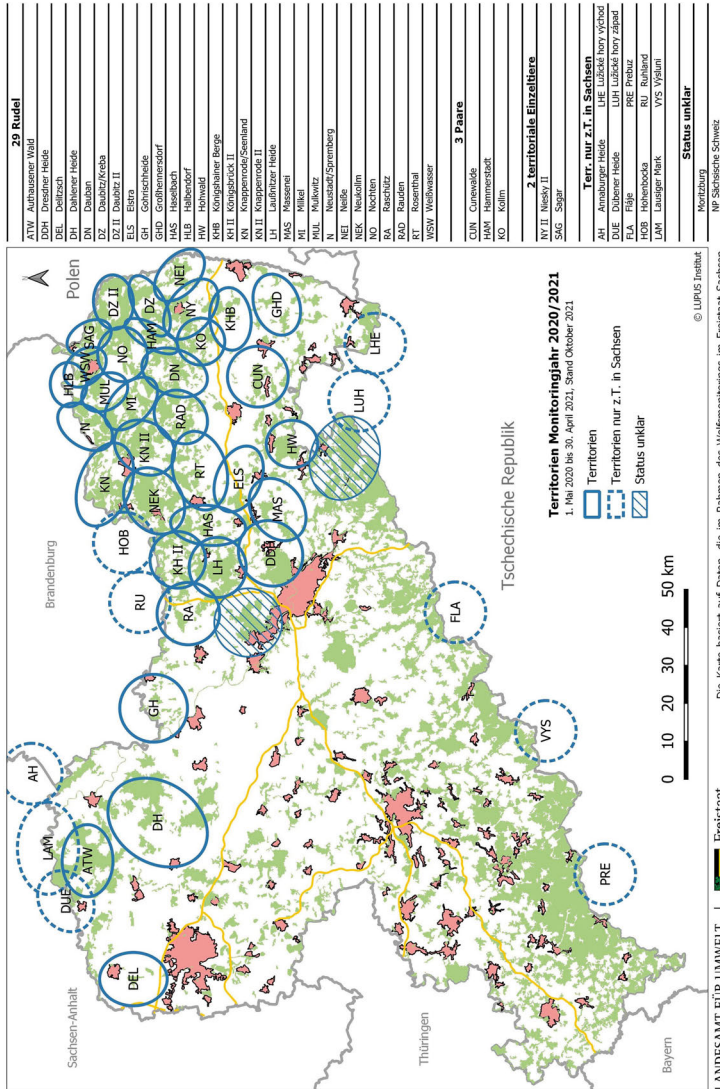 29 Rudel
ATW Authausener Wald
DDH Dresdner Heide
DEL Delitzsch
DH Dahlener Heide
DN Dauban
DZ Daubitz/Kreba
DZ II Daubitz II
ELS Elstra
GH Gohrischheide
GHD Großhennersdorf
HAS Haselbach
HLB Halbendorf
HW Hohwald
KHB Königshainer Berge
KH II Königsbrück II
KN Knappenrode/Seenland
KN II Knappenrode II
LH Laußnitzer Heide
MAS Massenei
MI Milkel
MUL Mulkwitz
N Neustadt/Spremberg
NEI Neiße
NEK Neukollm
NO Nochten
RA Raschütz
RAD Rauden
RT Rosenthal
WSW Weißwasser
3 Paare
CUN Cunewalde
HAM Hammerstadt
KO Kollm
2 territoriale Einzeltiere
NY II Niesky II
SAG Sagar
Terr. nur z.T. in Sachsen
AH Annaburger Heide LHE Lužické hory východ
DUE Dübener Heide LUH Lužické hory západ
FLA Fláje PRE Prebuz
HOB Hohenbocka RU Ruhland
LAM Lausiger Mark VYS Výsluní
Status unklar
Moritzburg
NP Sächsische Schweiz
Polen
Brandenburg
Sachsen-Anhalt
Thüringen
Bayern
Tschechische Republik
HLB
WSW
SAG
DZ II
N
MUL
NO
DZ
NEI
KN
MI
HAM
NY
KN II
DN
KO
KHB
HOB
NEK
RAD
GHD
RT
CUN
RU
KH II
HAS
ELS
HW
LHE
RA
LH
MAS
LUH
DDH
GH
AH
LAM
DUE
ATW
DH
DEL
FLA
VYS
PRE
Territorien Monitoringjahr 2020/2021
1. Mai 2020 bis 30. April 2021, Stand Oktober 2021
Territorien
Territorien nur z.T. in Sachsen
Status unklar
0 10 20 30 40 50 km
© LUPUS Institut
LANDESAMT FÜR UMWELT
Freistaat
Die Karte basiert auf Daten, die im Rahmen des Wolfsmonitorings im Freistaat Sachsen